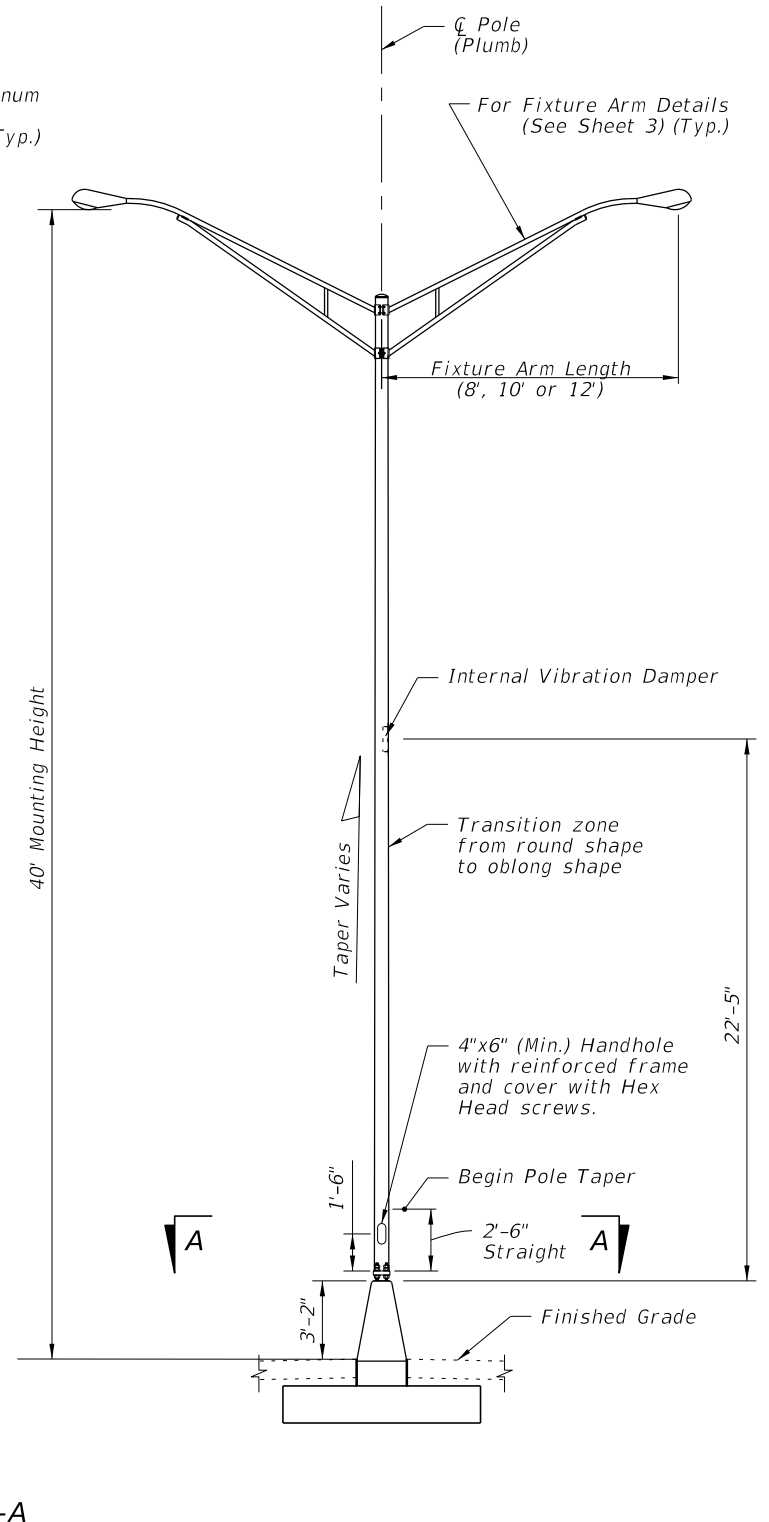 ℄ Pole
(Plumb)
num
For Fixture Arm Details
(See Sheet 3) (Typ.)
Typ.)
Fixture Arm Length
(8', 10' or 12')
Internal Vibration Damper
40' Mounting Height
Transition zone
from round shape
to oblong shape
Taper Varies
22'-5"
4"x6" (Min.) Handhole
with reinforced frame
and cover with Hex
Head screws.
1'-6"
Begin Pole Taper
2'-6"
Straight
A
A
3'-2"
Finished Grade
-A